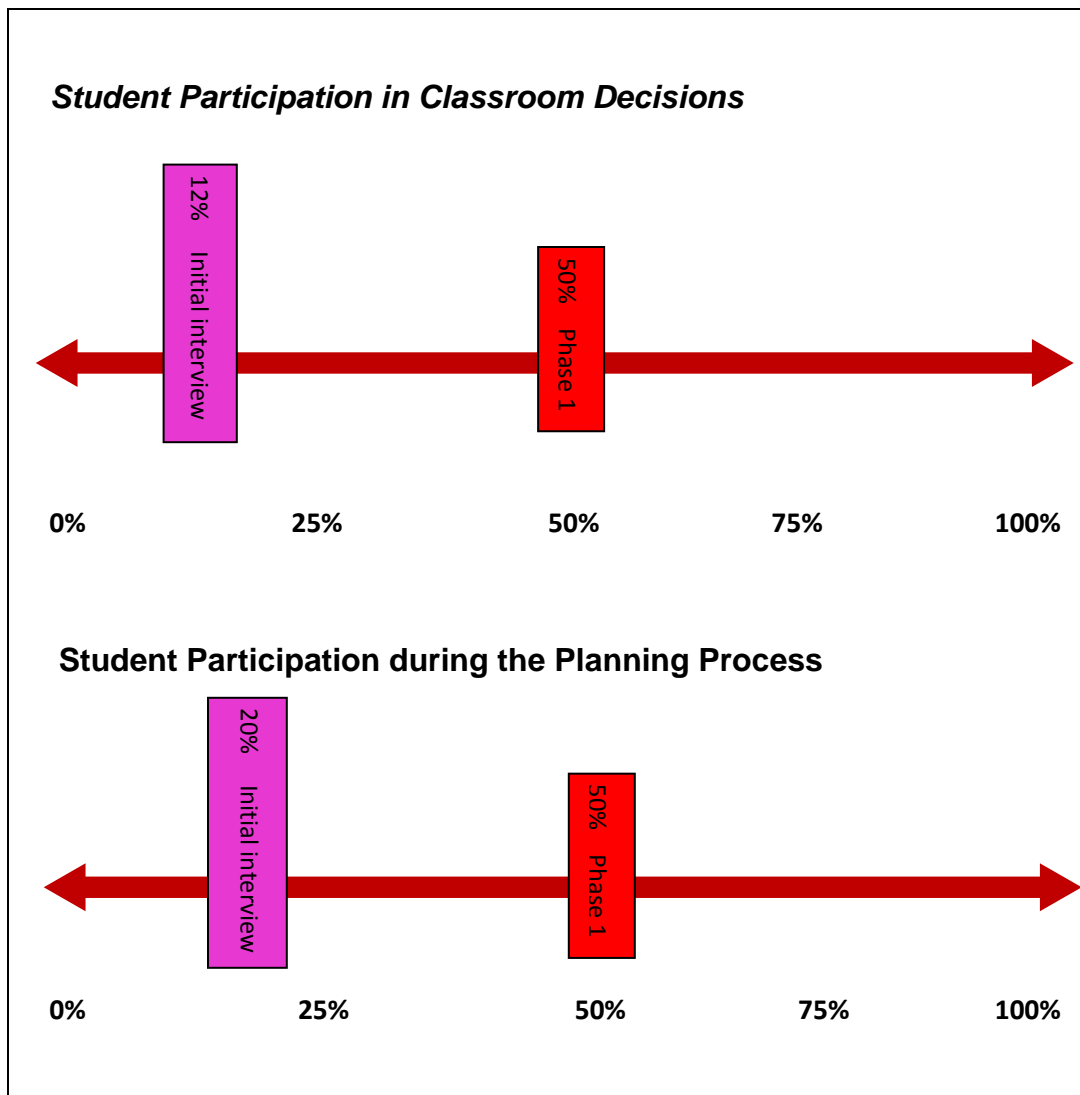 Student Participation in Classroom Decisions
12% Initial interview
50% Phase 1
0% 25% 50% 75% 100%
Student Participation during the Planning Process
20% Initial interview
50% Phase 1
0% 25% 50% 75% 100%